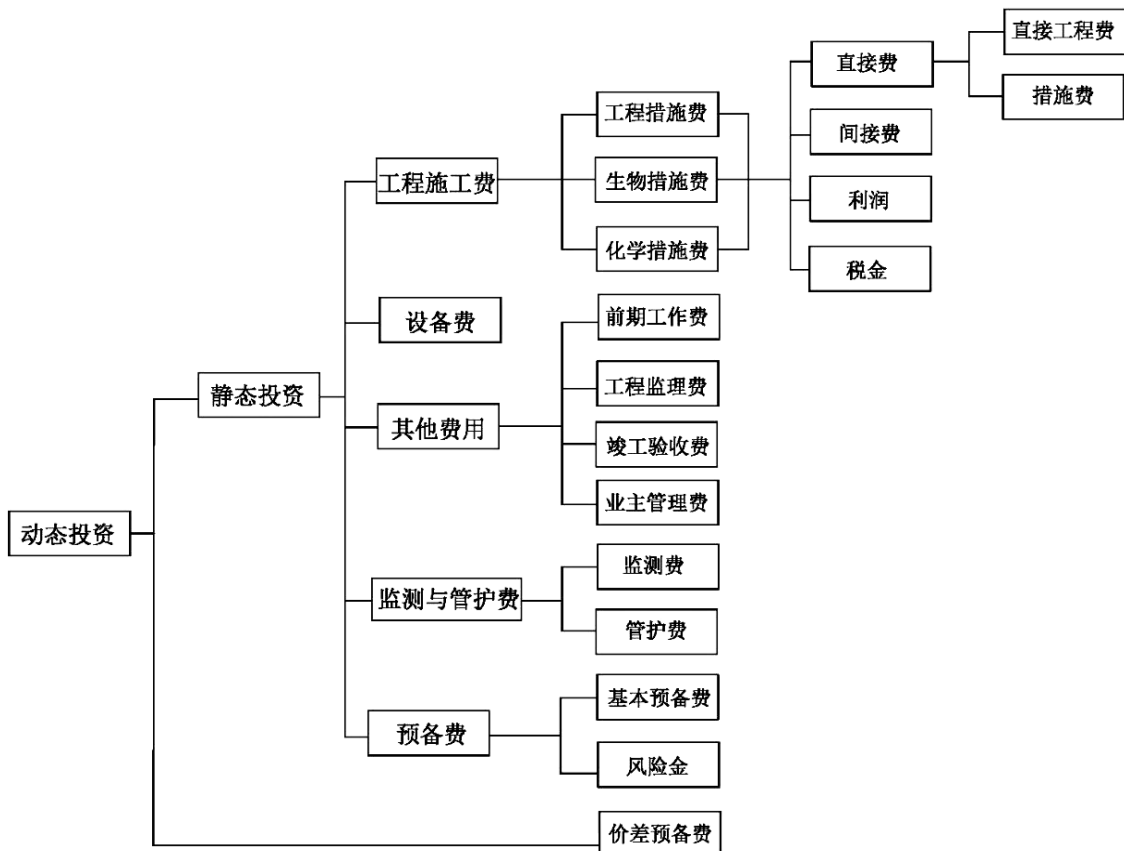 直接工程费
直接费
措施费
工程措施费
间接费
工程施工费
生物措施费
利润
化学措施费
税金
设备费
前期工作费
静态投资
工程监理费
其他费用
竣工验收费
业主管理费
动态投资
监测费
监测与管护费
管护费
基本预备费
预备费
风险金
价差预备费